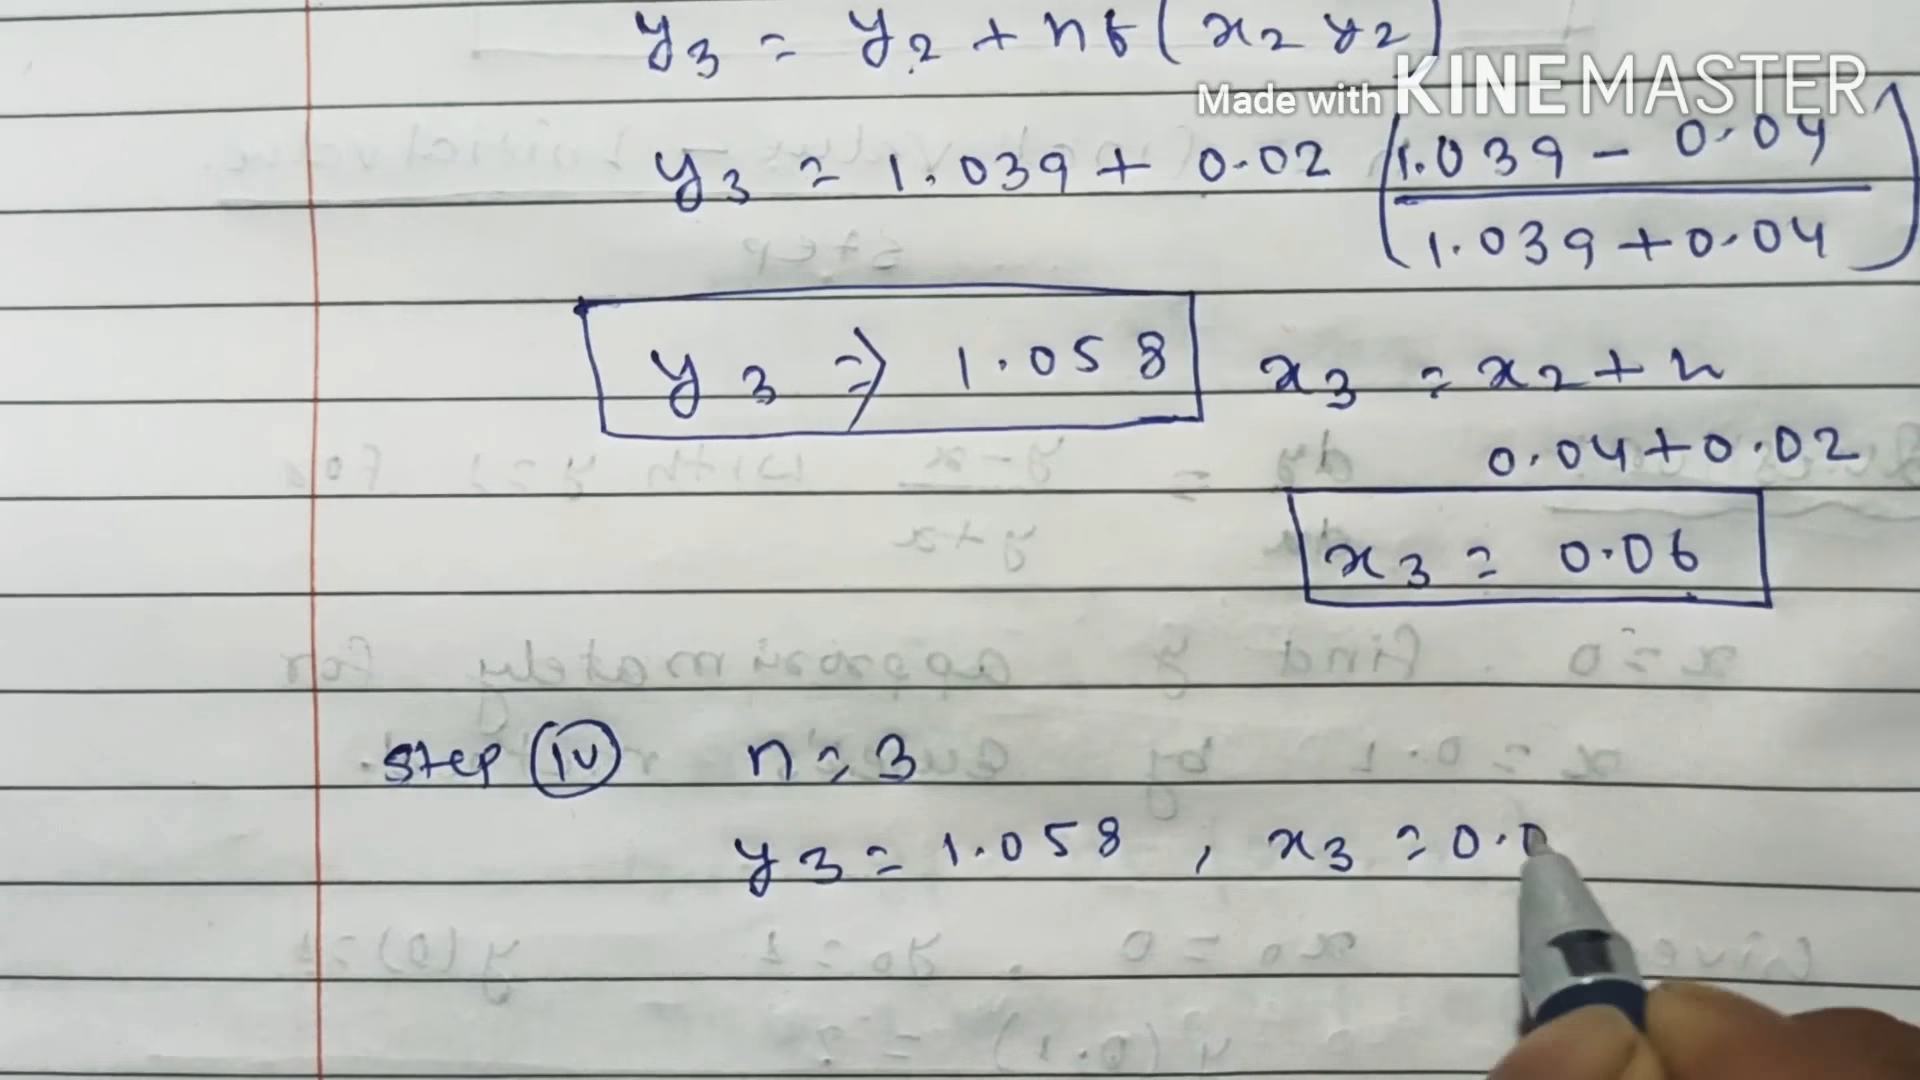 y3 = y2 + hf(x2 y2)
Made with KINEMASTER
y3 = 1.039 + 0.02 (1.039 - 0.04
1.039 + 0.04)
y3 ⇒ 1.058 x3 = x2 + h
0.04 + 0.02
x3 = 0.06
step (iv) n = 3
y3 = 1.058 , x3 = 0.0